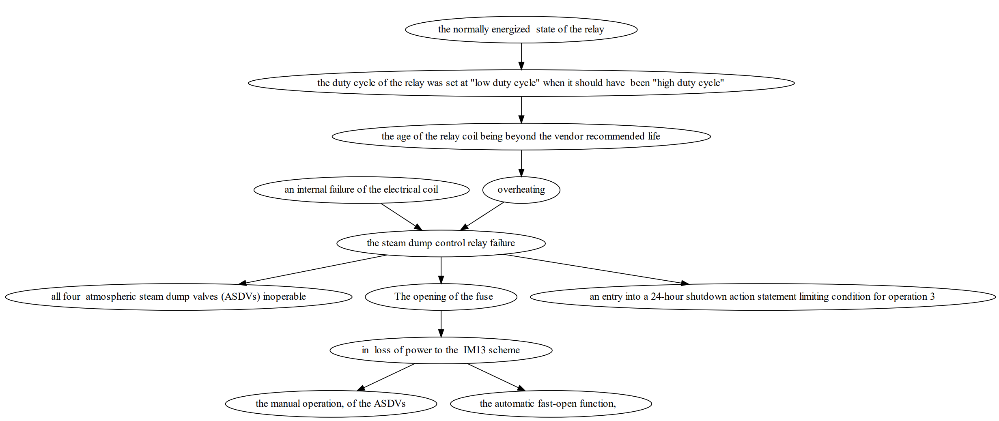 the normally energized  state of the relay
the duty cycle of the relay was set at "low duty cycle" when it should have  been "high duty cycle"
the age of the relay coil being beyond the vendor recommended life
an internal failure of the electrical coil
overheating
the steam dump control relay failure
all four  atmospheric steam dump valves (ASDVs) inoperable
The opening of the fuse
an entry into a 24-hour shutdown action statement limiting condition for operation 3
in  loss of power to the  IM13 scheme
the manual operation, of the ASDVs
the automatic fast-open function,